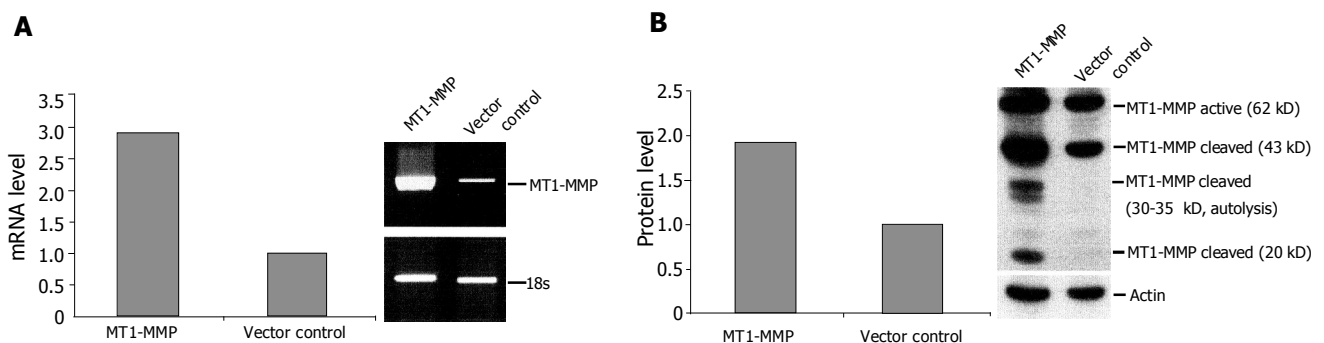 A
mRNA level
3.5
3.0
2.5
2.0
1.5
1.0
0.5
0
MT1-MMP
Vector control
MT1-MMP
Vector
control
MT1-MMP
18s
B
Protein level
2.5
2.0
1.5
1.0
0.5
0.0
MT1-MMP
Vector control
MT1-MMP
Vector
control
MT1-MMP active (62 kD)
MT1-MMP cleaved (43 kD)
MT1-MMP cleaved
(30-35 kD, autolysis)
MT1-MMP cleaved (20 kD)
Actin